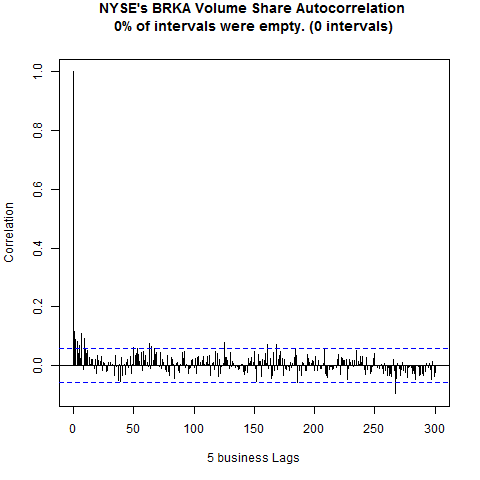 NYSE's BRKA Volume Share Autocorrelation
0% of intervals were empty. (0 intervals)
Correlation
1.0
0.8
0.6
0.4
0.2
0.0
0 50 100 150 200 250 300
5 business Lags